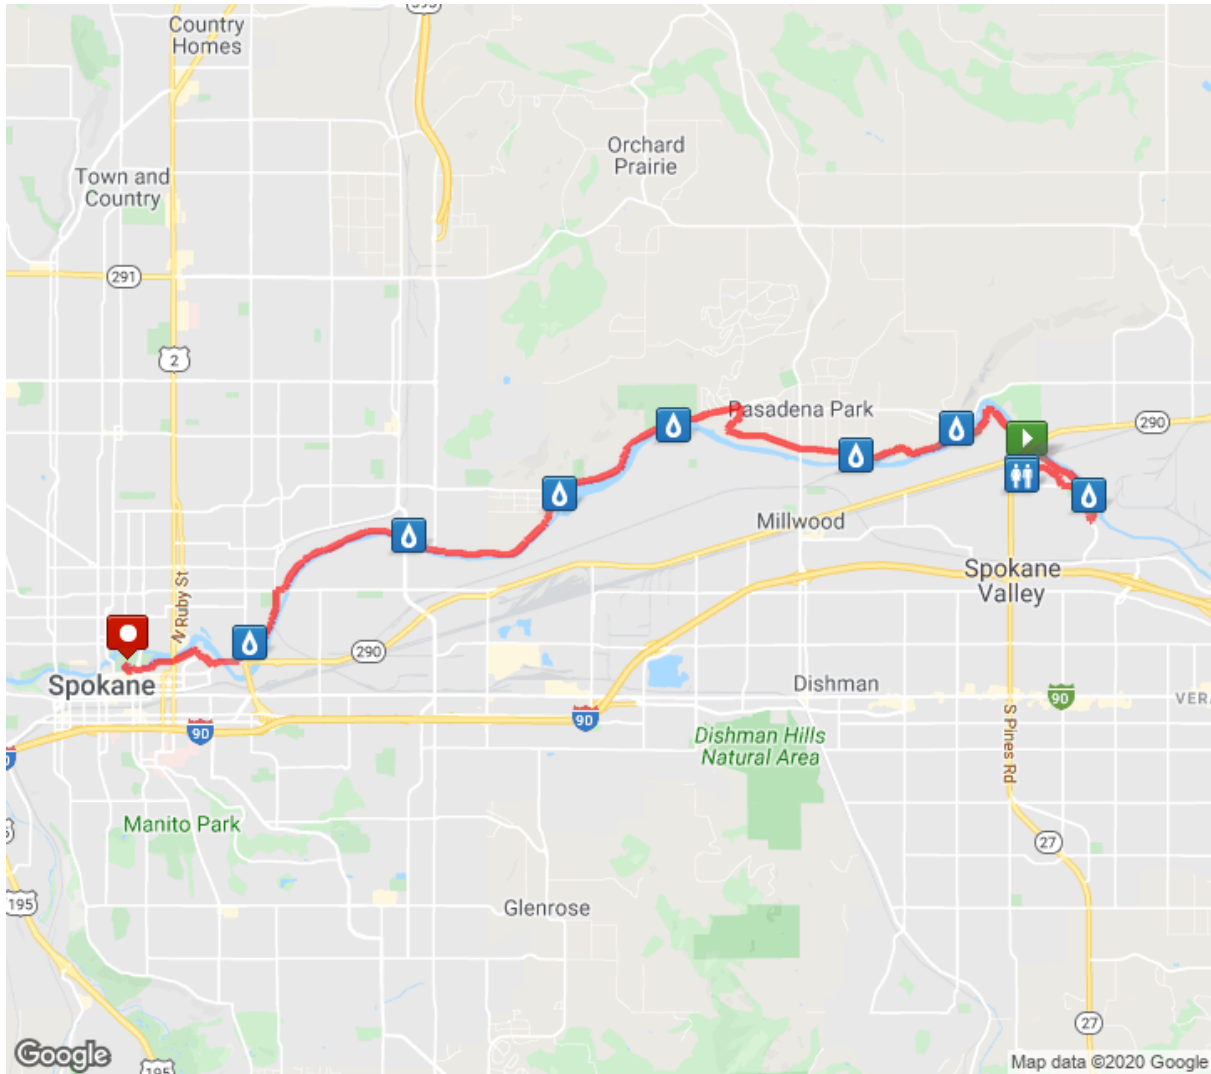 395
Country
Homes
Orchard
Prairie
Town and
Country
291
2
Pasadena Park
290
Millwood
Spokane
Valley
N Ruby St
290
Spokane
Dishman
90
VERA
90
90
S Pines Rd
Dishman Hills
Natural Area
Manito Park
27
195
Glenrose
27
Google
195
Map data ©2020 Google